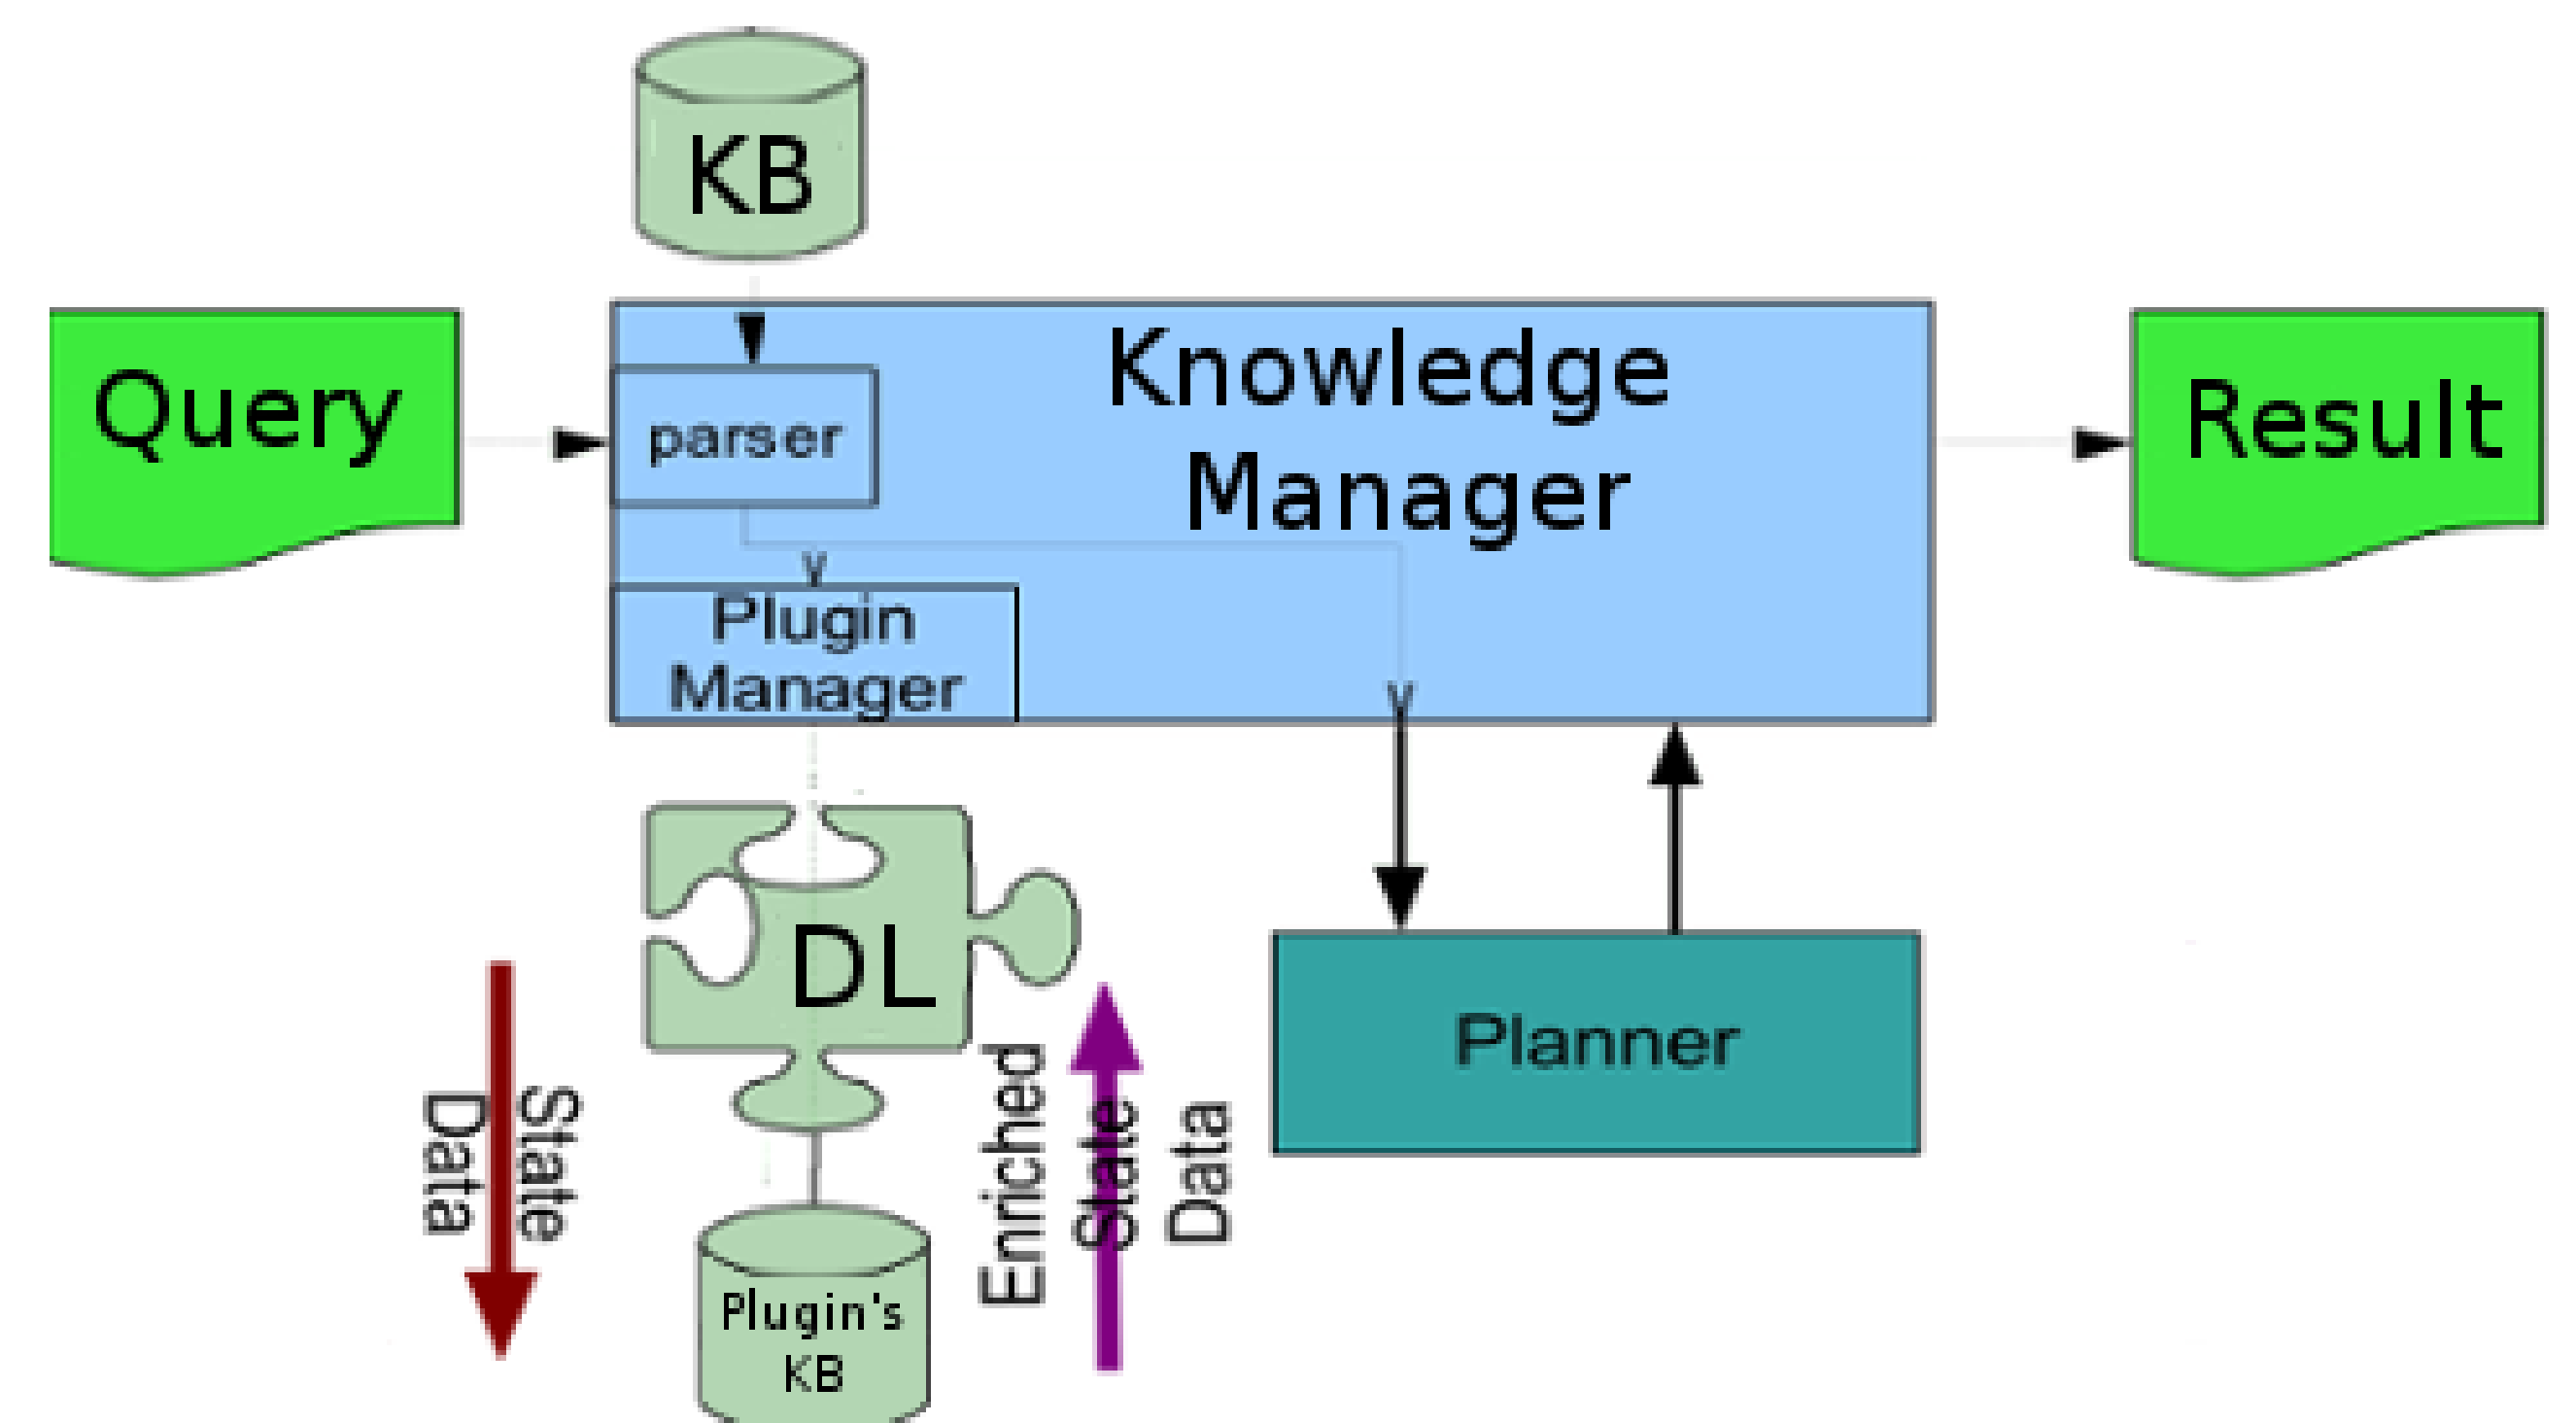 KB
Query
parser
Knowledge
Manager
Result
Plugin
Manager
DL
State
Data
Enriched
State
Data
Planner
Plugin's
KB